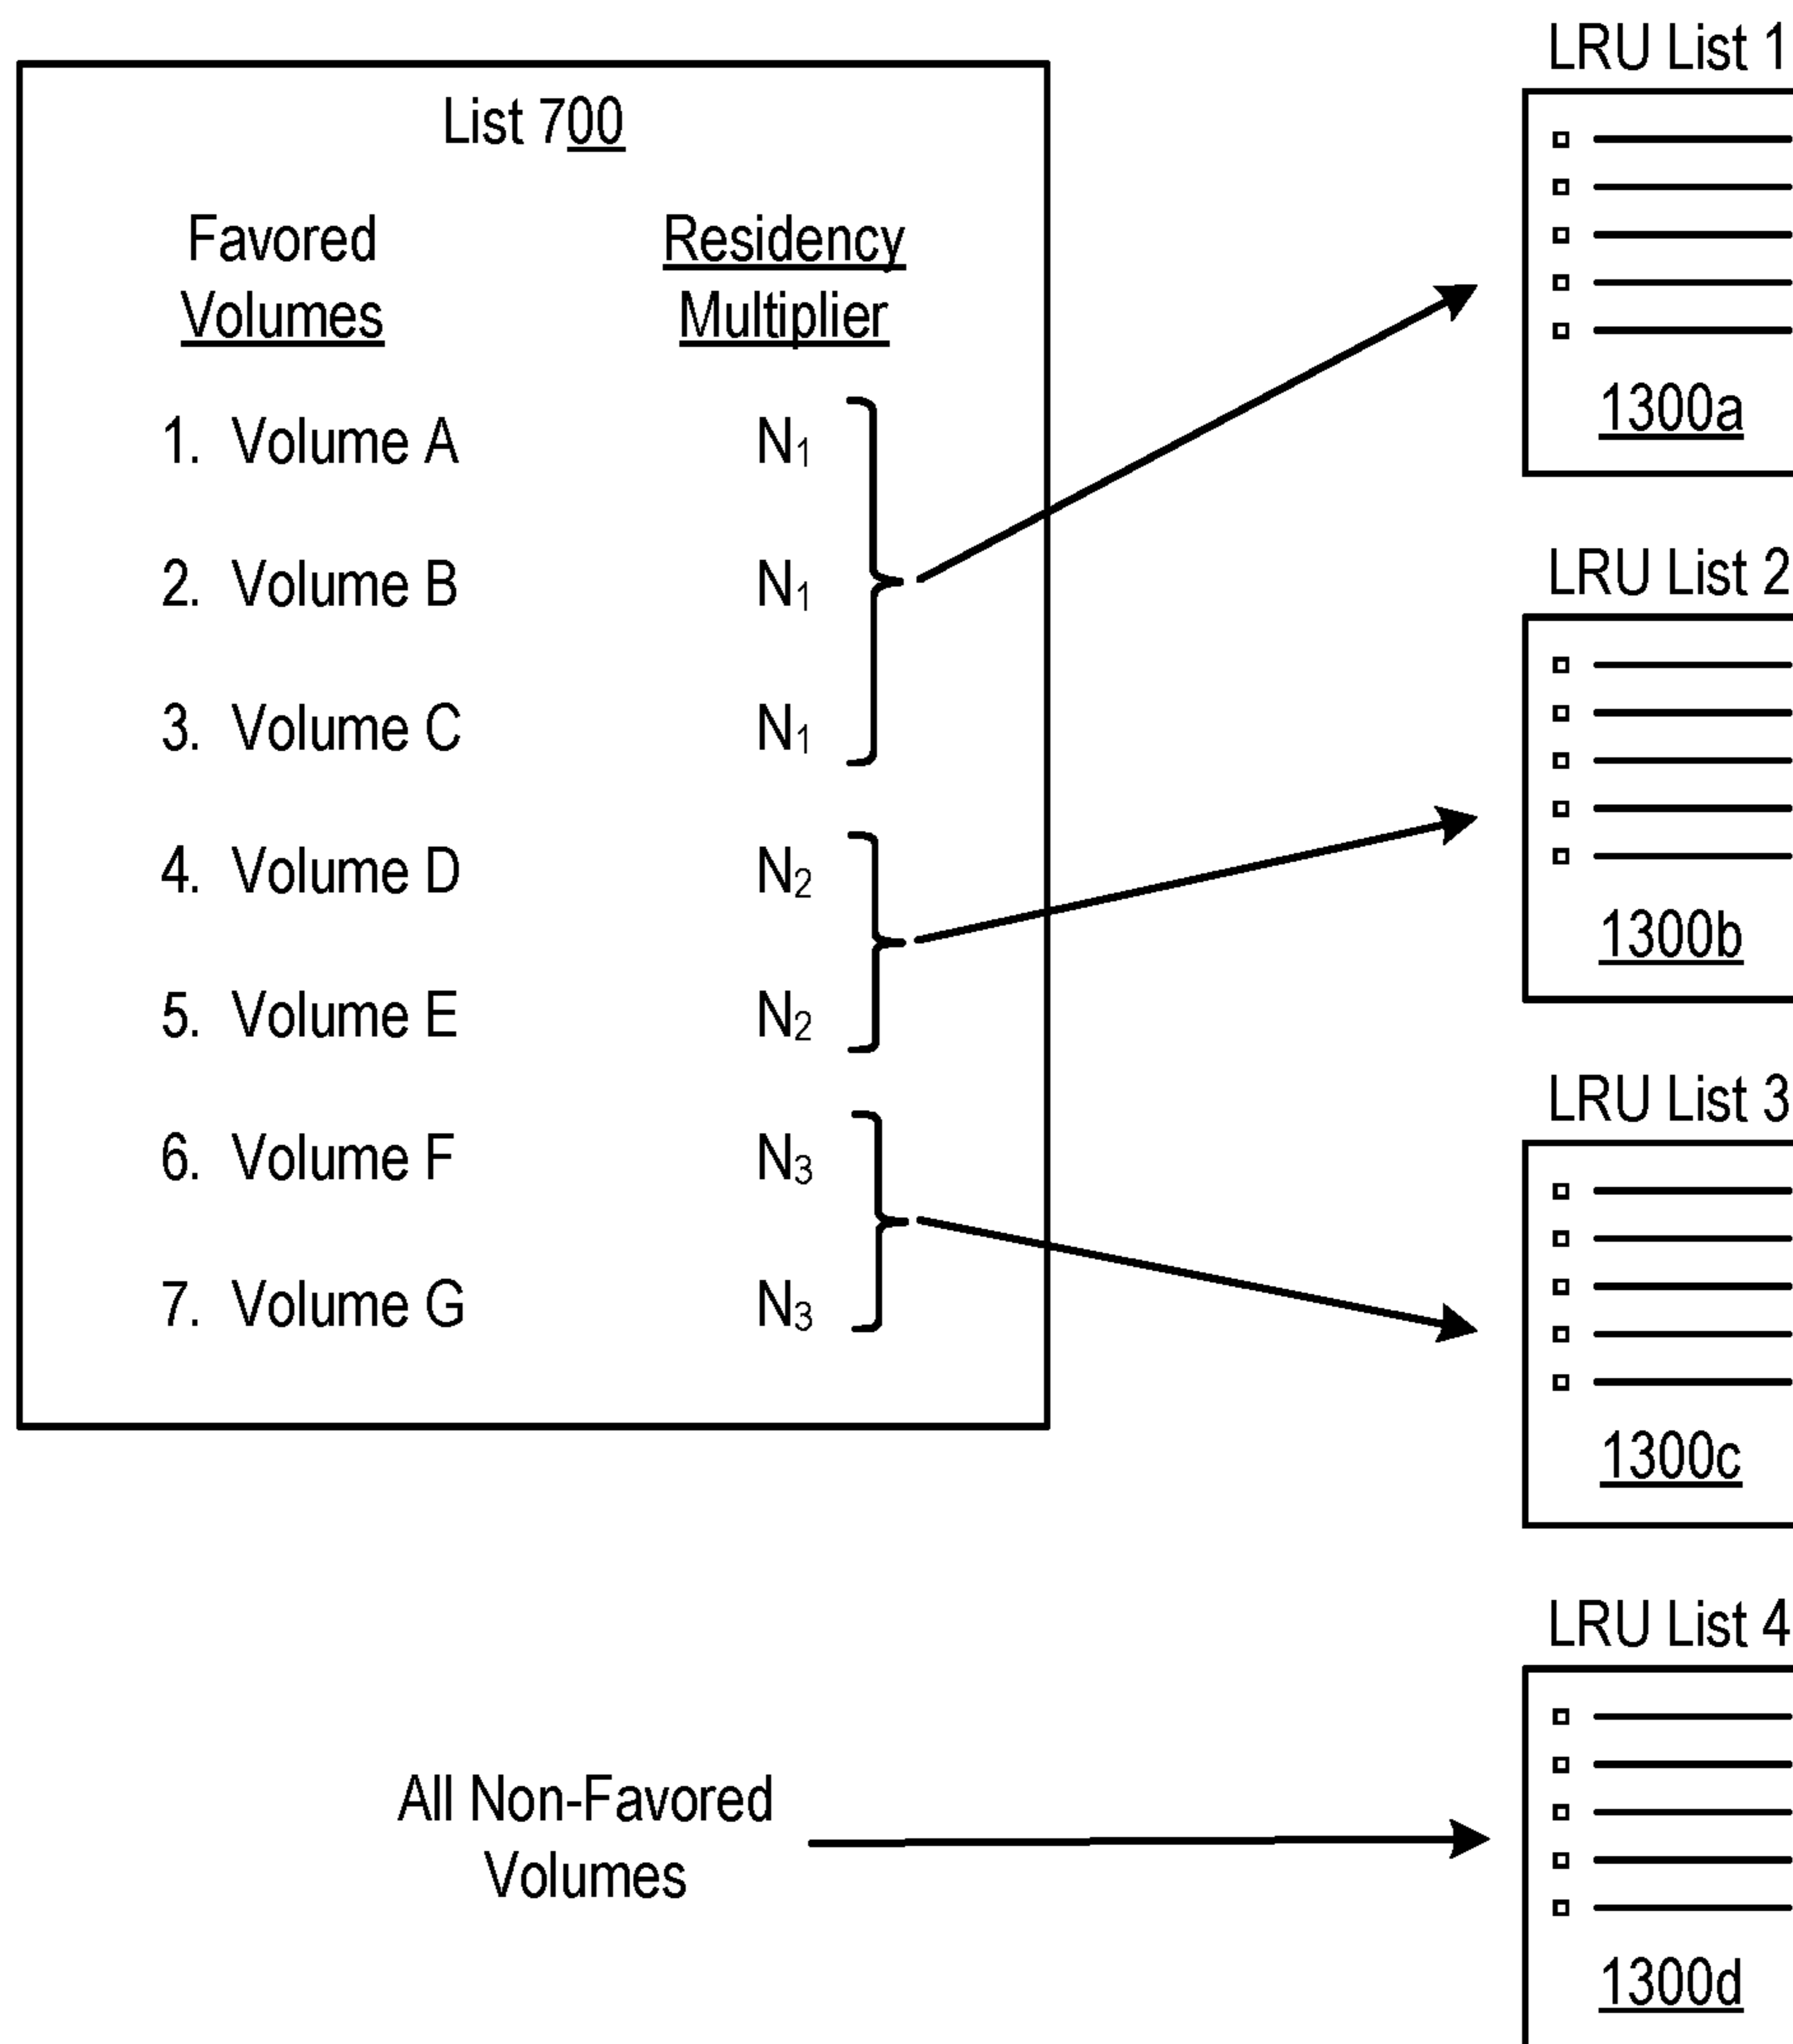 List 700
Favored Residency
Volumes Multiplier
1. Volume A N₁
2. Volume B N₁
3. Volume C N₁
4. Volume D N₂
5. Volume E N₂
6. Volume F N₃
7. Volume G N₃
All Non-Favored
Volumes
LRU List 1
1300a
LRU List 2
1300b
LRU List 3
1300c
LRU List 4
1300d